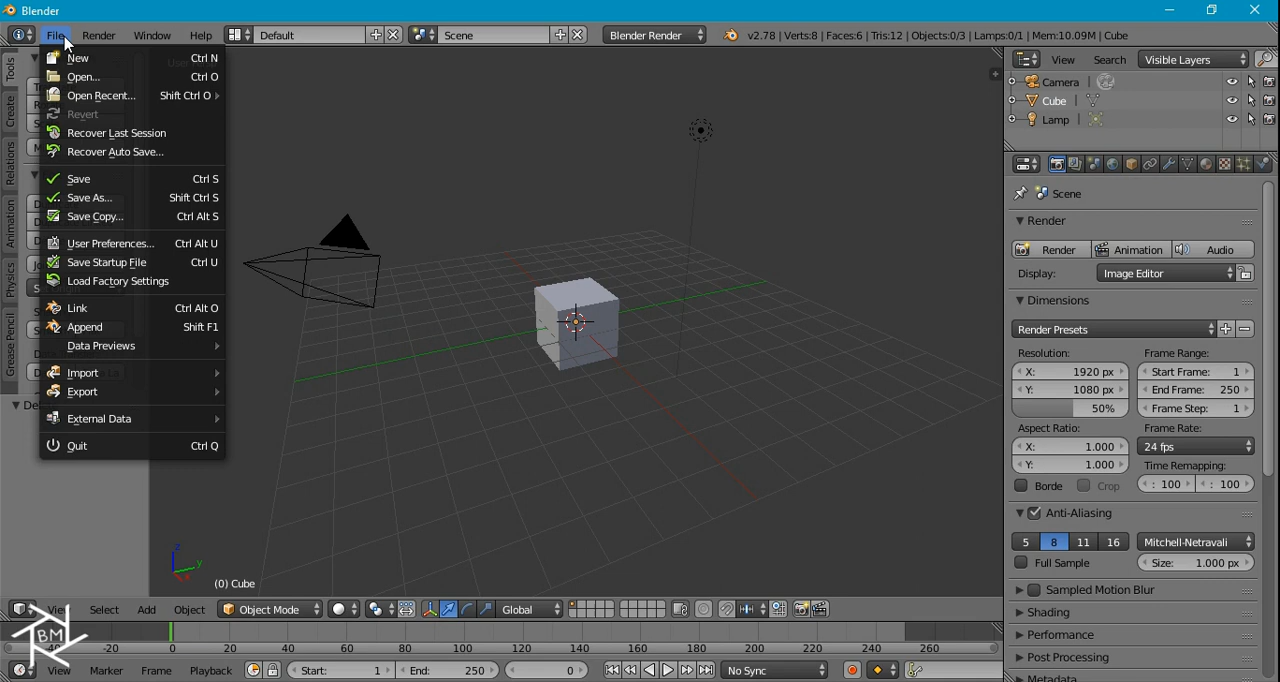 Blender
File Render Window Help Default Scene Blender Render v2.78 | Verts:8 | Faces:6 | Tris:12 | Objects:0/3 | Lamps:0/1 | Mem:10.09M | Cube
New Ctrl N
Open... Ctrl O
Open Recent... Shift Ctrl O
Revert
Recover Last Session
Recover Auto Save...
Save Ctrl S
Save As... Shift Ctrl S
Save Copy... Ctrl Alt S
User Preferences... Ctrl Alt U
Save Startup File Ctrl U
Load Factory Settings
Link Ctrl Alt O
Append Shift F1
Data Previews
Import
Export
External Data
Quit Ctrl Q
Tools
Create
Relations
Animation
Physics
Grease Pencil
z
y
x
(0) Cube
View Search Visible Layers
Camera
Cube
Lamp
Scene
Render
Render Animation Audio
Display: Image Editor
Dimensions
Render Presets
Resolution: Frame Range:
X: 1920 px Start Frame: 1
Y: 1080 px End Frame: 250
50% Frame Step: 1
Aspect Ratio: Frame Rate:
X: 1.000 24 fps
Y: 1.000 Time Remapping:
Borde Crop : 100 : 100
Anti-Aliasing
5 8 11 16 Mitchell-Netravali
Full Sample Size: 1.000 px
Sampled Motion Blur
Shading
Performance
Post Processing
Metadata
View Select Add Object Object Mode Global
BM
-40 -20 0 20 40 60 80 100 120 140 160 180 200 220 240 260
View Marker Frame Playback Start: 1 End: 250 0 No Sync